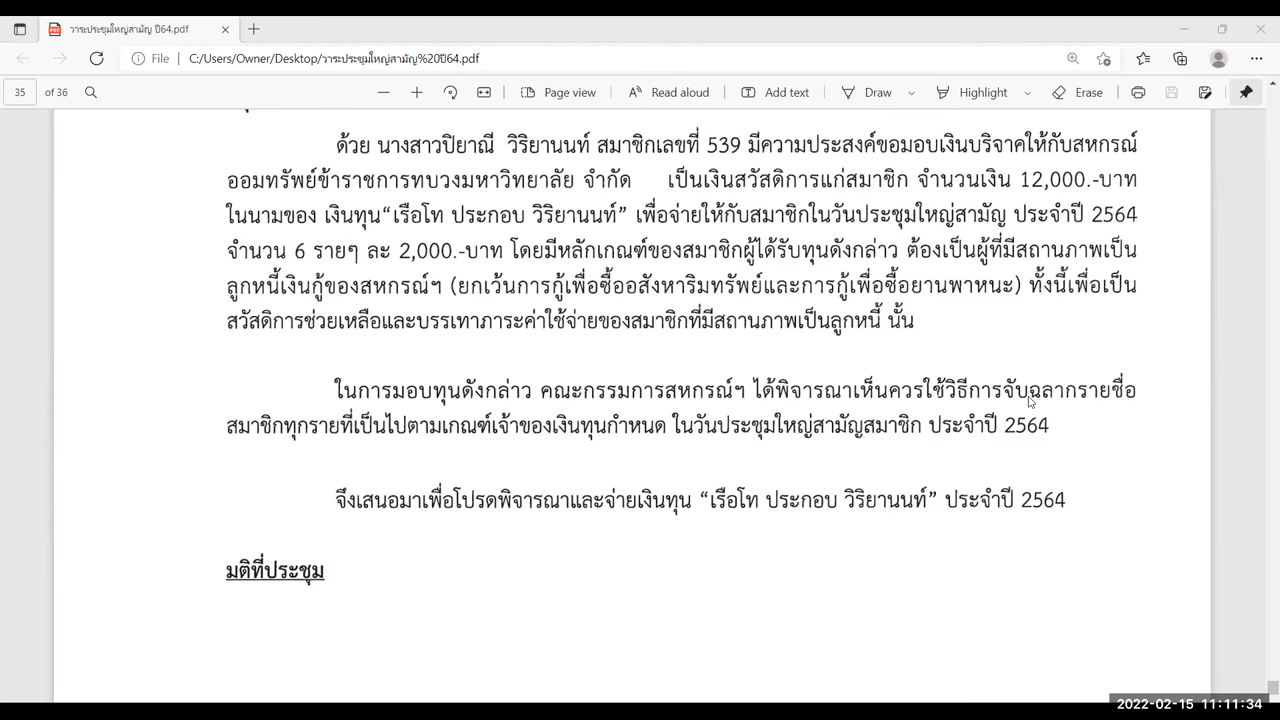 วาระประชุมใหญ่สามัญ ปี64.pdf
File C:/Users/Owner/Desktop/วาระประชุมใหญ่สามัญ%20ปี64.pdf
35 of 36 Page view Read aloud Add text Draw Highlight Erase
ด้วย นางสาวปิยาณี วิริยานนท์ สมาชิกเลขที่ 539 มีความประสงค์ขอมอบเงินบริจาคให้กับสหกรณ์
ออมทรัพย์ข้าราชการทบวงมหาวิทยาลัย จำกัด เป็นเงินสวัสดิการแก่สมาชิก จำนวนเงิน 12,000.-บาท
ในนามของ เงินทุน“เรือโท ประกอบ วิริยานนท์” เพื่อจ่ายให้กับสมาชิกในวันประชุมใหญ่สามัญ ประจำปี 2564
จำนวน 6 รายๆ ละ 2,000.-บาท โดยมีหลักเกณฑ์ของสมาชิกผู้ได้รับทุนดังกล่าว ต้องเป็นผู้ที่มีสถานภาพเป็น
ลูกหนี้เงินกู้ของสหกรณ์ฯ (ยกเว้นการกู้เพื่อซื้ออสังหาริมทรัพย์และการกู้เพื่อซื้อยานพาหนะ) ทั้งนี้เพื่อเป็น
สวัสดิการช่วยเหลือและบรรเทาภาระค่าใช้จ่ายของสมาชิกที่มีสถานภาพเป็นลูกหนี้ นั้น
ในการมอบทุนดังกล่าว คณะกรรมการสหกรณ์ฯ ได้พิจารณาเห็นควรใช้วิธีการจับฉลากรายชื่อ
สมาชิกทุกรายที่เป็นไปตามเกณฑ์เจ้าของเงินทุนกำหนด ในวันประชุมใหญ่สามัญสมาชิก ประจำปี 2564
จึงเสนอมาเพื่อโปรดพิจารณาและจ่ายเงินทุน “เรือโท ประกอบ วิริยานนท์” ประจำปี 2564
มติที่ประชุม
2022-02-15 11:11:34